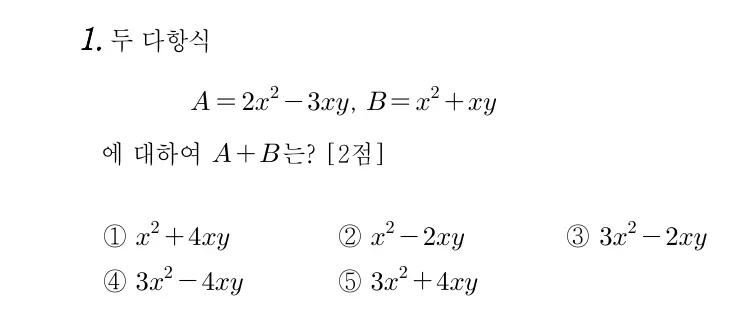 1. 두 다항식
A=2x²-3xy, B=x²+xy
에 대하여 A+B는? [2점]
① x²+4xy ② x²-2xy ③ 3x²-2xy
④ 3x²-4xy ⑤ 3x²+4xy